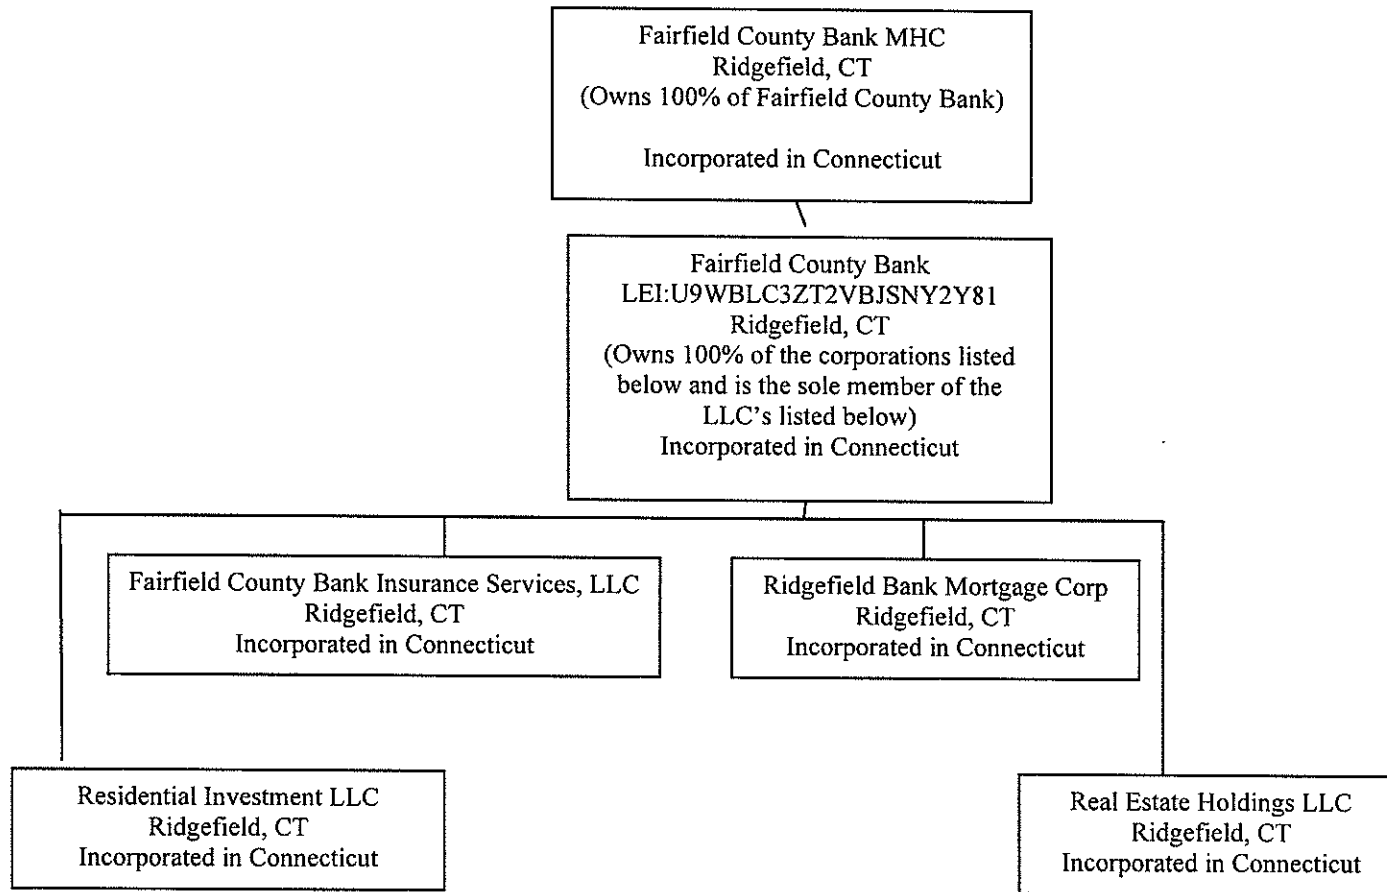 Fairfield County Bank MHC
Ridgefield, CT
(Owns 100% of Fairfield County Bank)
Incorporated in Connecticut
Fairfield County Bank
LEI:U9WBLC3ZT2VBJSNY2Y81
Ridgefield, CT
(Owns 100% of the corporations listed
below and is the sole member of the
LLC's listed below)
Incorporated in Connecticut
Fairfield County Bank Insurance Services, LLC
Ridgefield, CT
Incorporated in Connecticut
Ridgefield Bank Mortgage Corp
Ridgefield, CT
Incorporated in Connecticut
Residential Investment LLC
Ridgefield, CT
Incorporated in Connecticut
Real Estate Holdings LLC
Ridgefield, CT
Incorporated in Connecticut